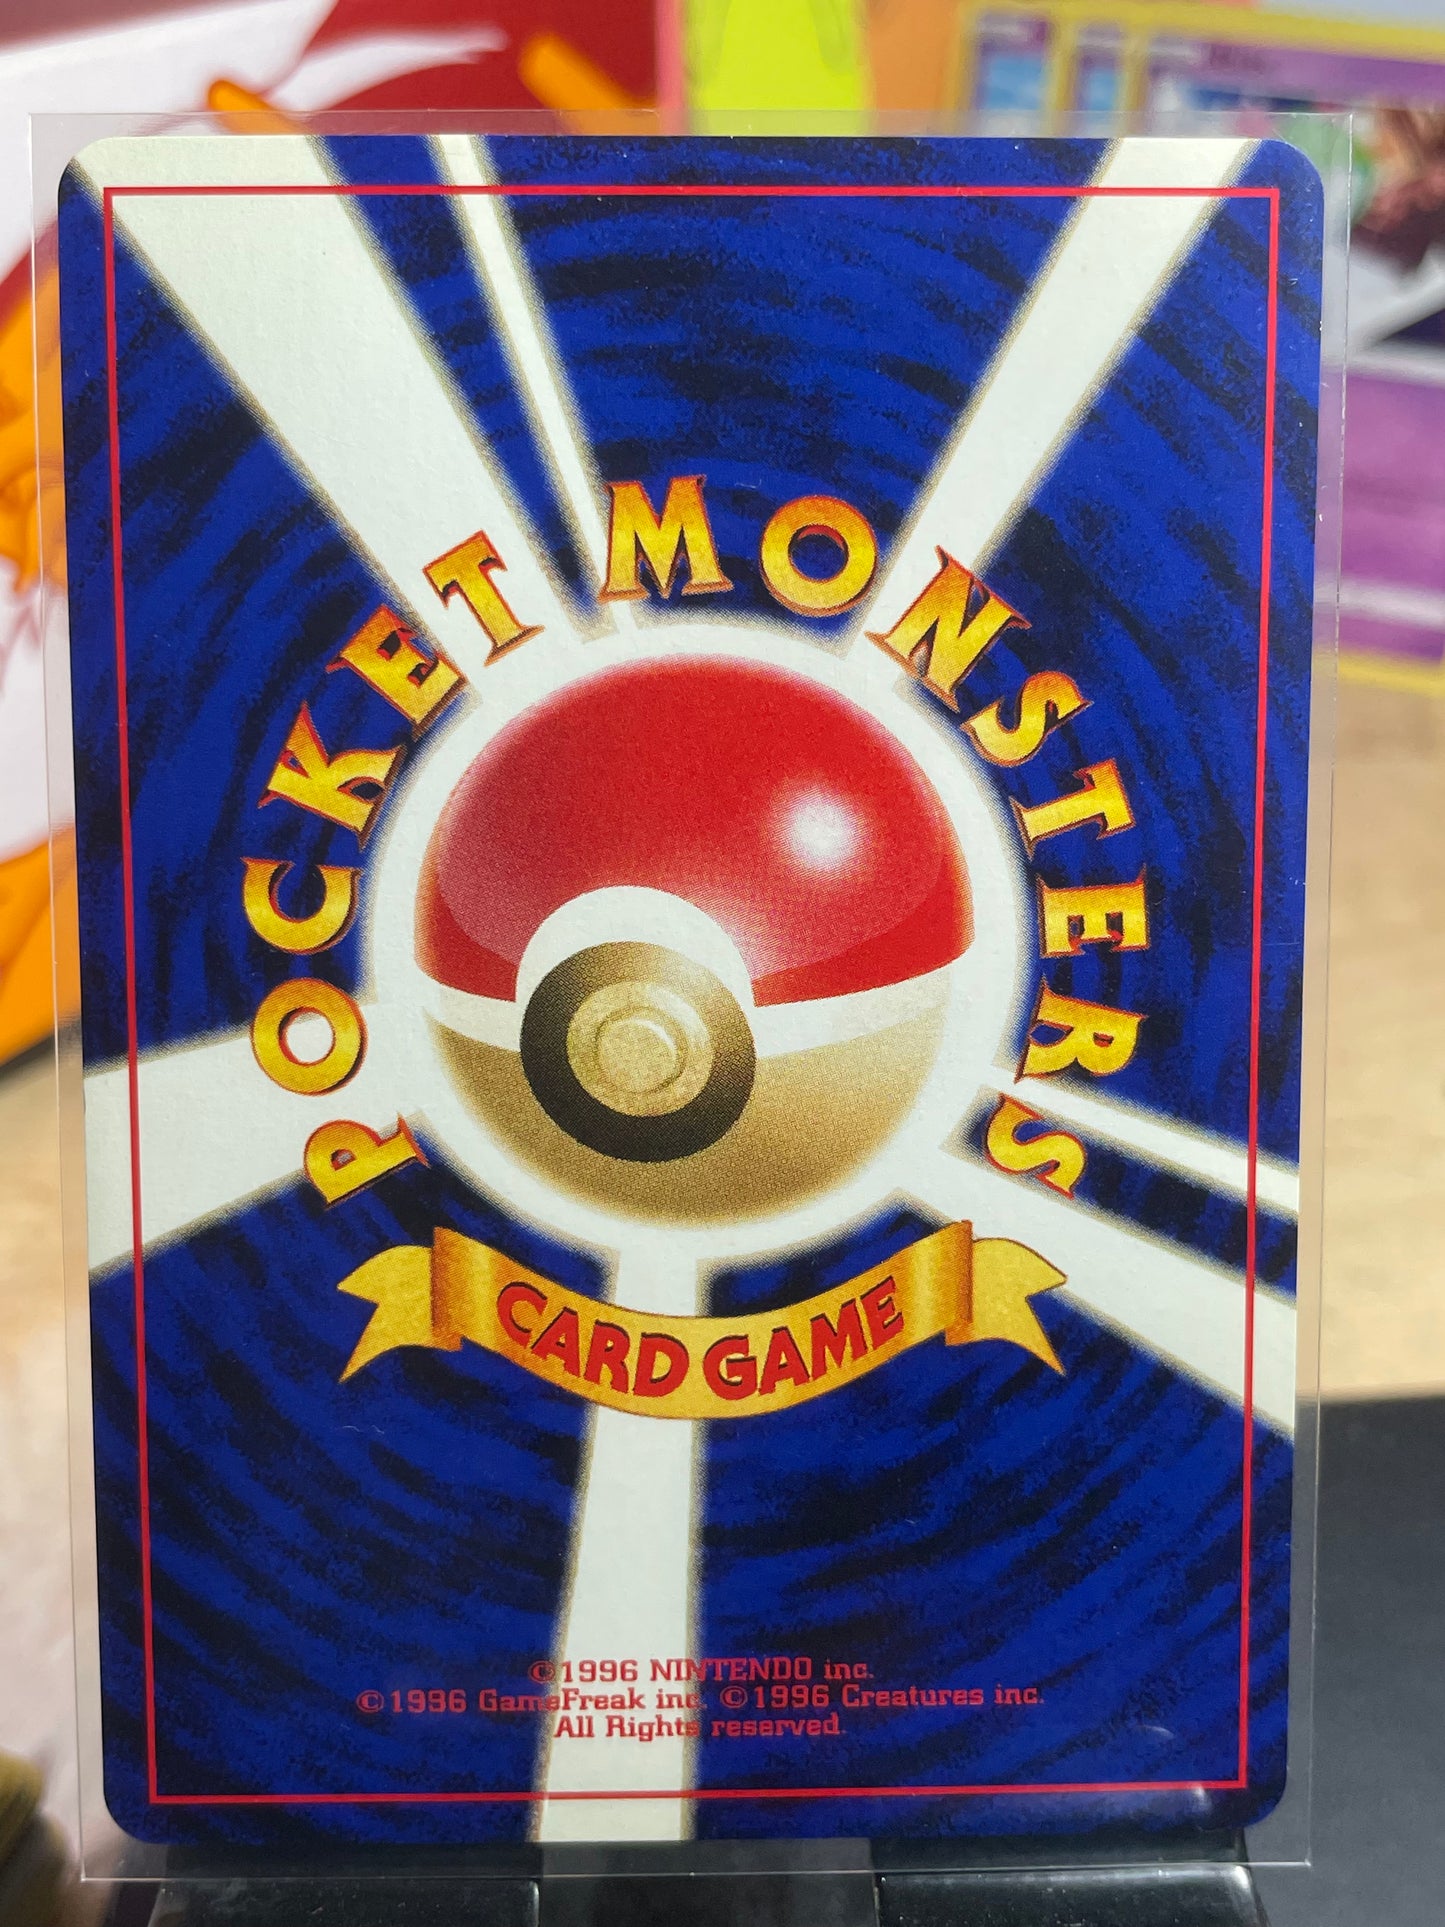 POCKET MONSTERS
CARD GAME
©1996 NINTENDO inc.
©1996 GameFreak inc. ©1996 Creatures inc.
All Rights reserved.